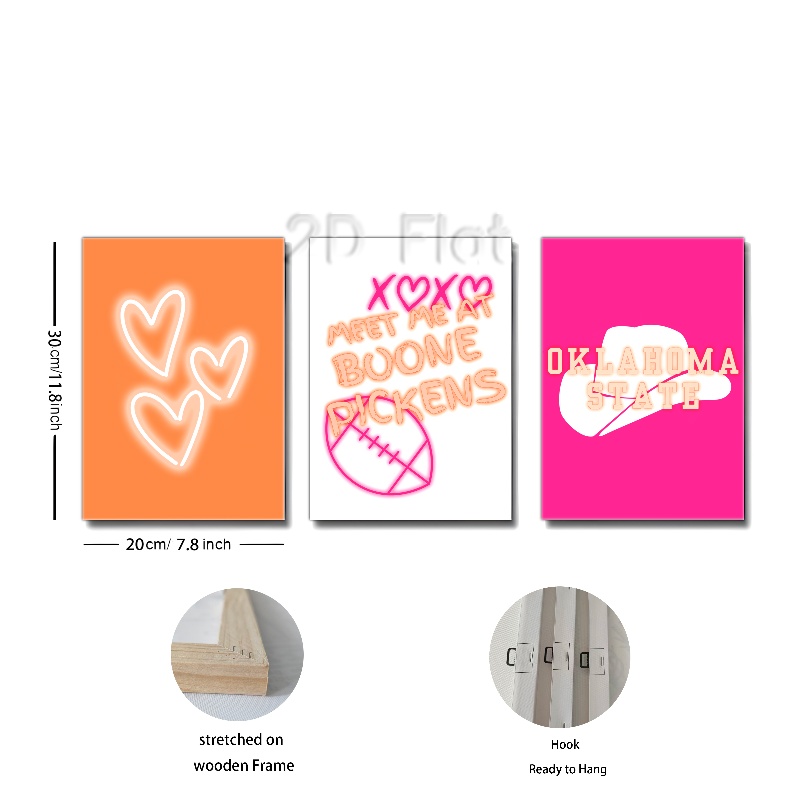 2D Flat
XOXO
MEET ME AT
BOONE
PICKENS
OKLAHOMA
STATE
30cm/11.8inch
20cm/ 7.8 inch
stretched on
wooden Frame
Hook
Ready to Hang